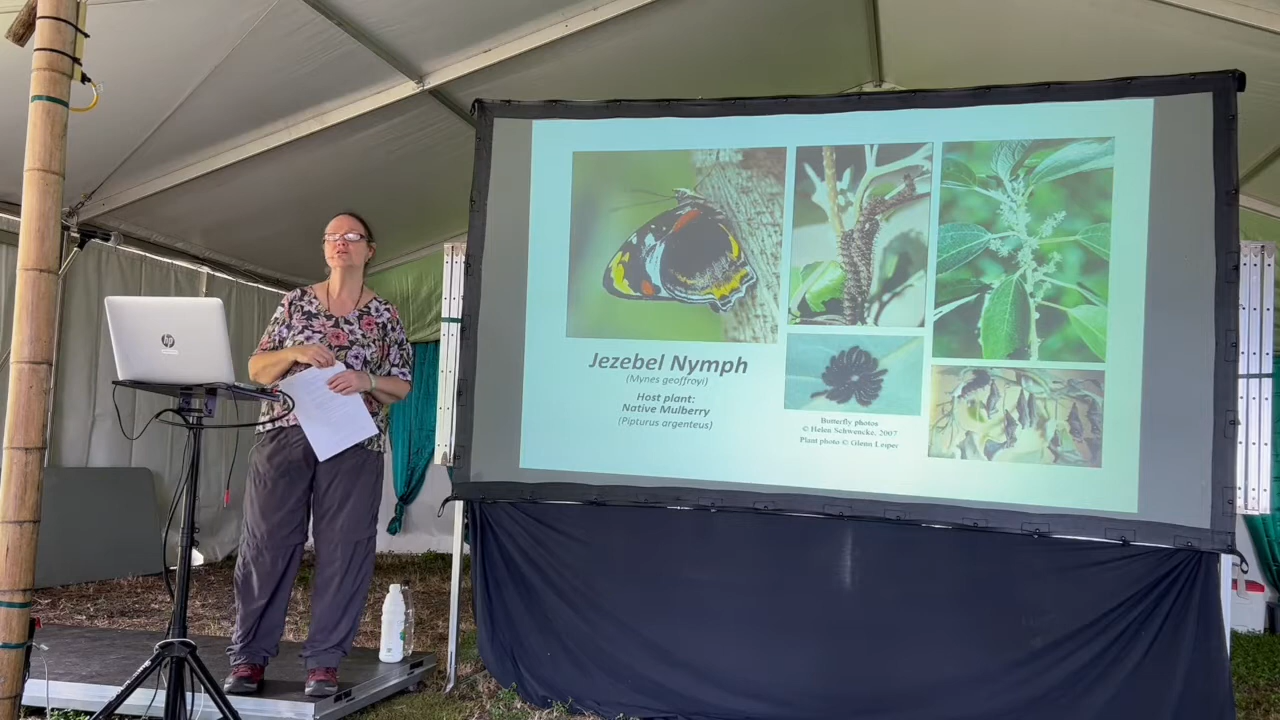 hp
Jezebel Nymph
(Mynes geoffroyi)
Host plant:
Native Mulberry
(Pipturus argenteus)
Butterfly photos
© Helen Schwencke, 2007
Plant photo © Glenn Leiper